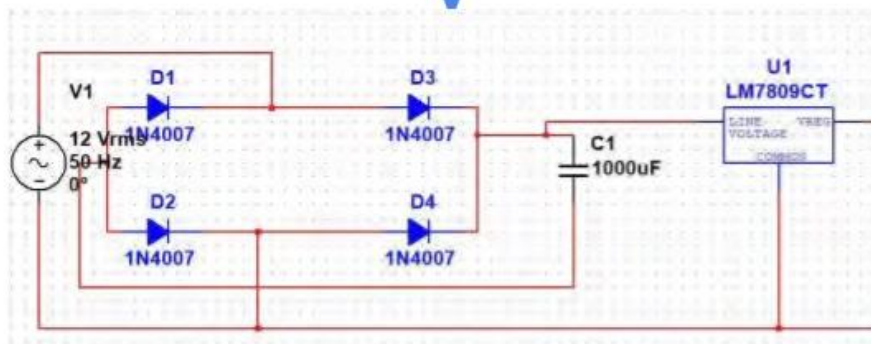 V1
12 Vrms
50 Hz
0°
+
~
-
D1
1N4007
D3
1N4007
D2
1N4007
D4
1N4007
C1
1000uF
U1
LM7809CT
LINE VREG
VOLTAGE
COMMON